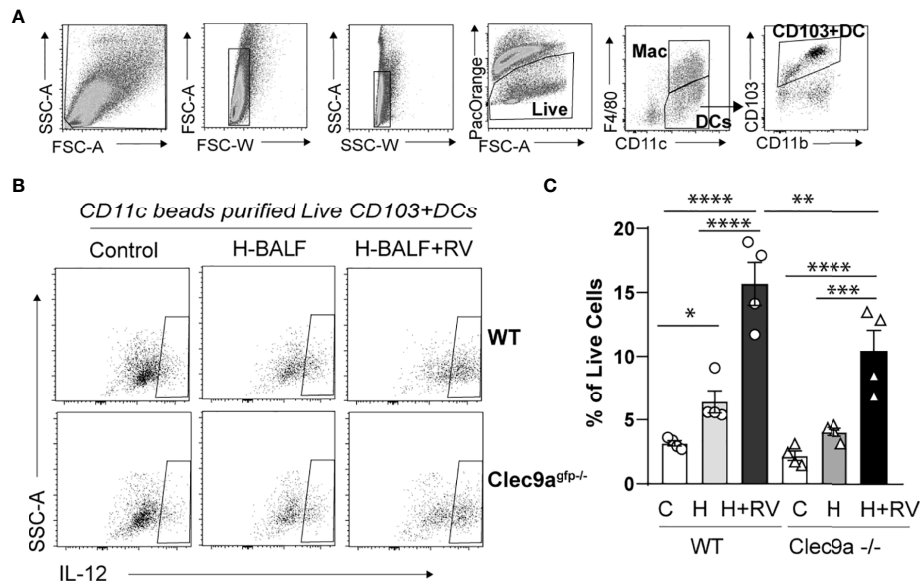 A
SSC-A
FSC-A
FSC-A
FSC-W
SSC-A
SSC-W
PacOrange
Live
FSC-A
F4/80
Mac
DCs
CD11c
CD103
CD103+DC
CD11b
B
CD11c beads purified Live CD103+DCs
Control H-BALF H-BALF+RV
WT
Clec9agfp-/-
SSC-A
IL-12
C
% of Live Cells
20
15
10
5
0
**** **
****
****
***
*
C H H+RV C H H+RV
WT Clec9a -/-